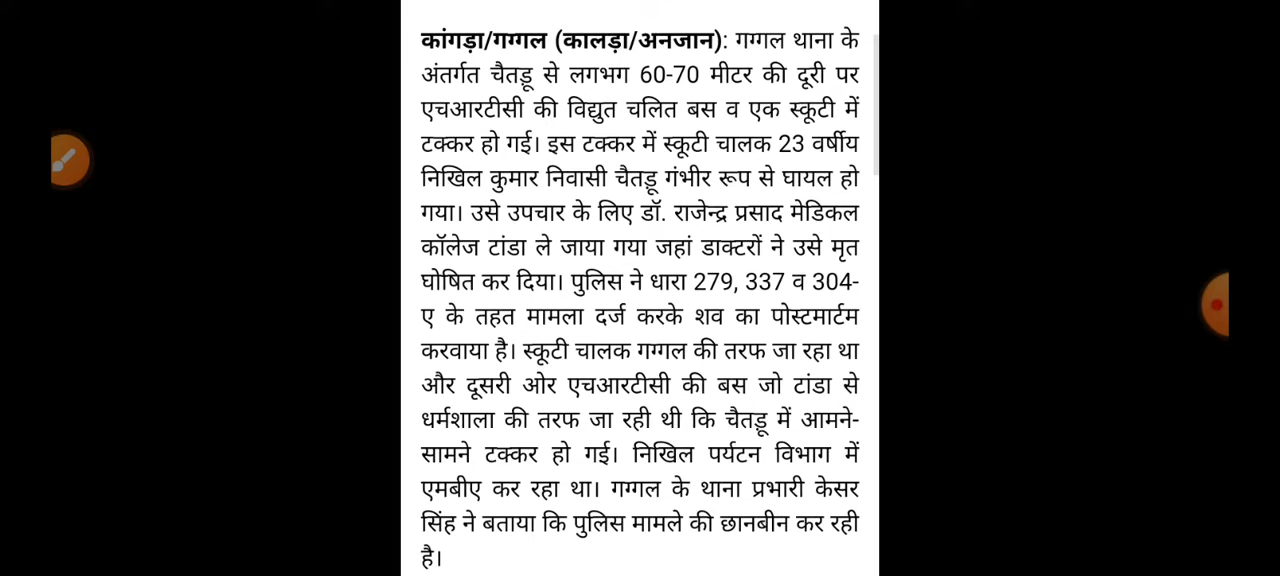 कांगड़ा/गग्गल (कालड़ा/अनजान): गग्गल थाना के
अंतर्गत चैतड़ू से लगभग 60-70 मीटर की दूरी पर
एचआरटीसी की विद्युत चलित बस व एक स्कूटी में
टक्कर हो गई। इस टक्कर में स्कूटी चालक 23 वर्षीय
निखिल कुमार निवासी चैतड़ू गंभीर रूप से घायल हो
गया। उसे उपचार के लिए डॉ. राजेन्द्र प्रसाद मेडिकल
कॉलेज टांडा ले जाया गया जहां डाक्टरों ने उसे मृत
घोषित कर दिया। पुलिस ने धारा 279, 337 व 304-
ए के तहत मामला दर्ज करके शव का पोस्टमार्टम
करवाया है। स्कूटी चालक गग्गल की तरफ जा रहा था
और दूसरी ओर एचआरटीसी की बस जो टांडा से
धर्मशाला की तरफ जा रही थी कि चैतड़ू में आमने-
सामने टक्कर हो गई। निखिल पर्यटन विभाग में
एमबीए कर रहा था। गग्गल के थाना प्रभारी केसर
सिंह ने बताया कि पुलिस मामले की छानबीन कर रही
है।